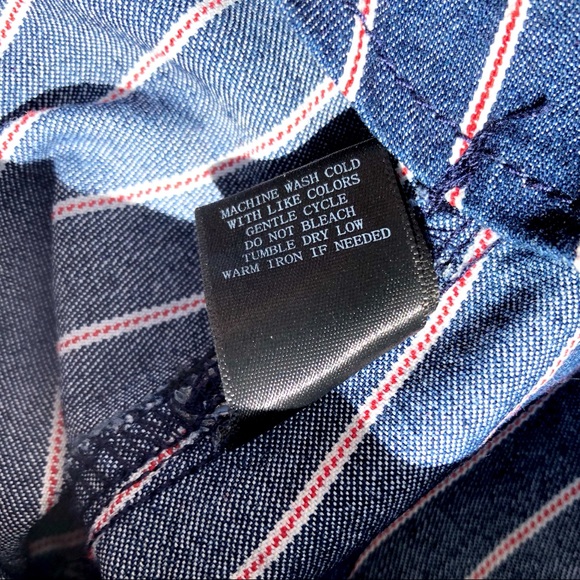 MACHINE WASH COLD
WITH LIKE COLORS
GENTLE CYCLE
DO NOT BLEACH
TUMBLE DRY LOW
WARM IRON IF NEEDED